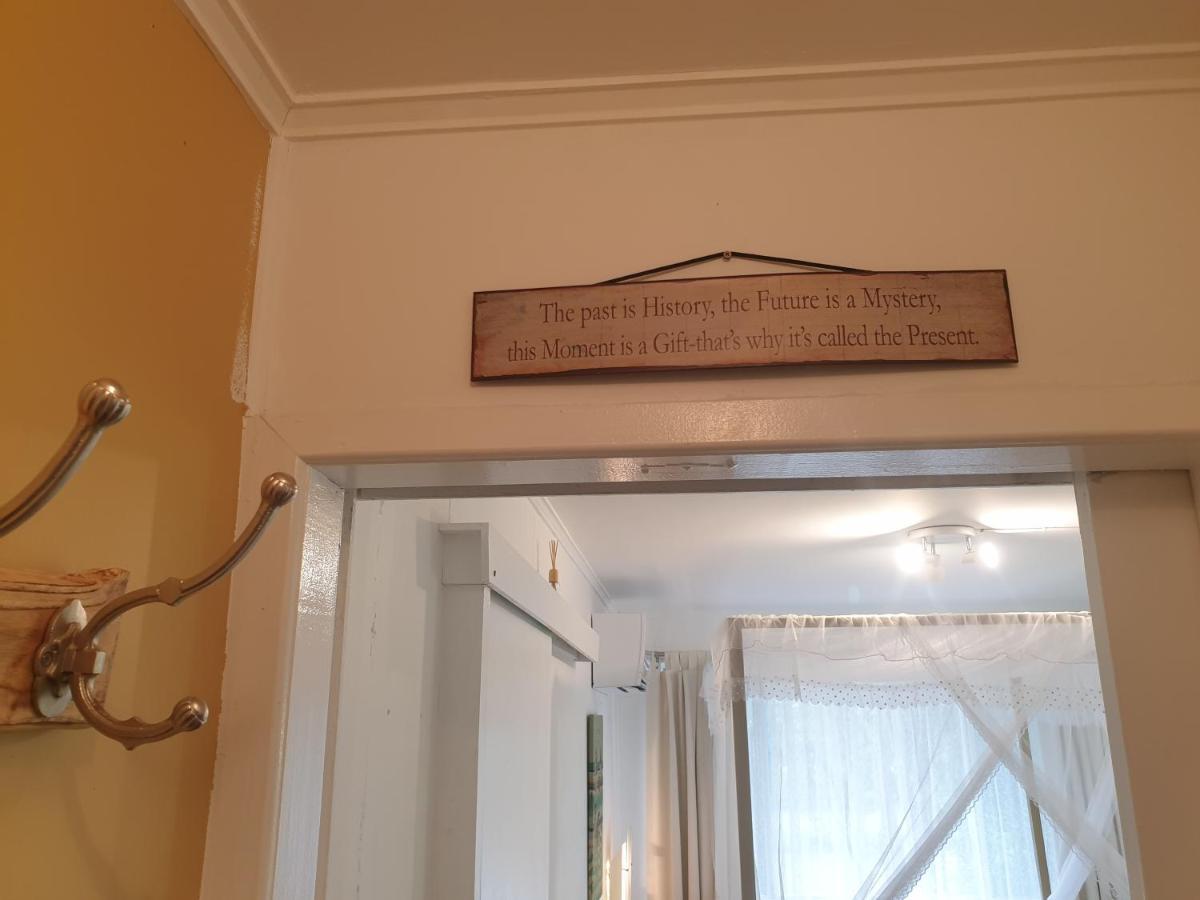 The past is History, the Future is a Mystery,
this Moment is a Gift-that's why it's called the Present.